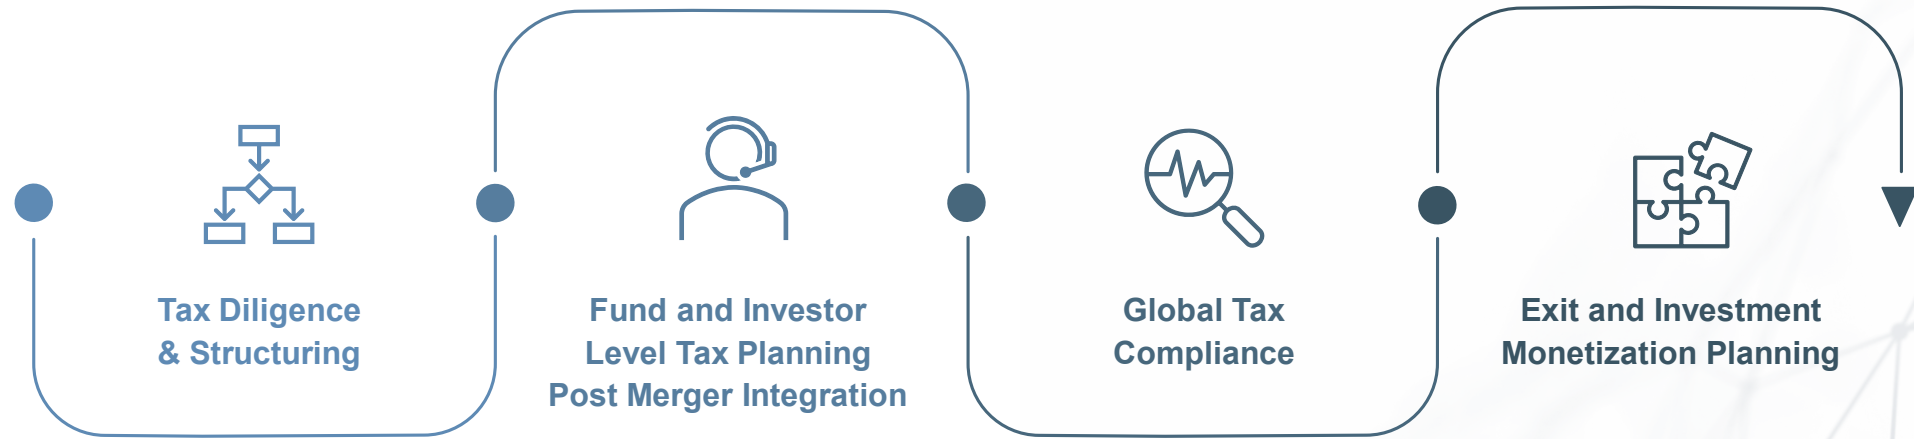 Tax Diligence
& Structuring
Fund and Investor
Level Tax Planning
Post Merger Integration
Global Tax
Compliance
Exit and Investment
Monetization Planning